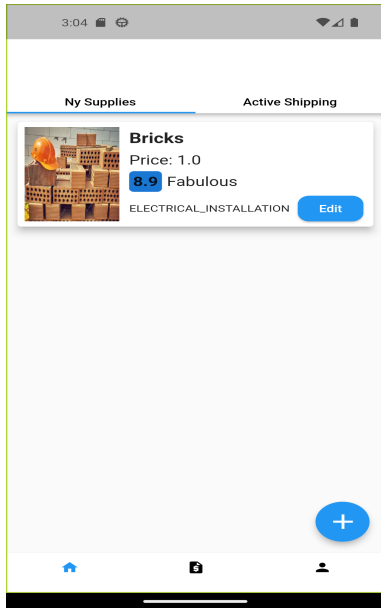 3:04
Ny Supplies
Active Shipping
Bricks
Price: 1.0
8.9 Fabulous
ELECTRICAL_INSTALLATION
Edit